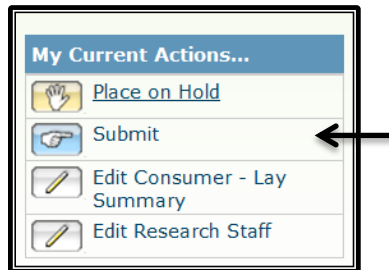 My Current Actions...
Place on Hold
Submit
Edit Consumer - Lay
Summary
Edit Research Staff